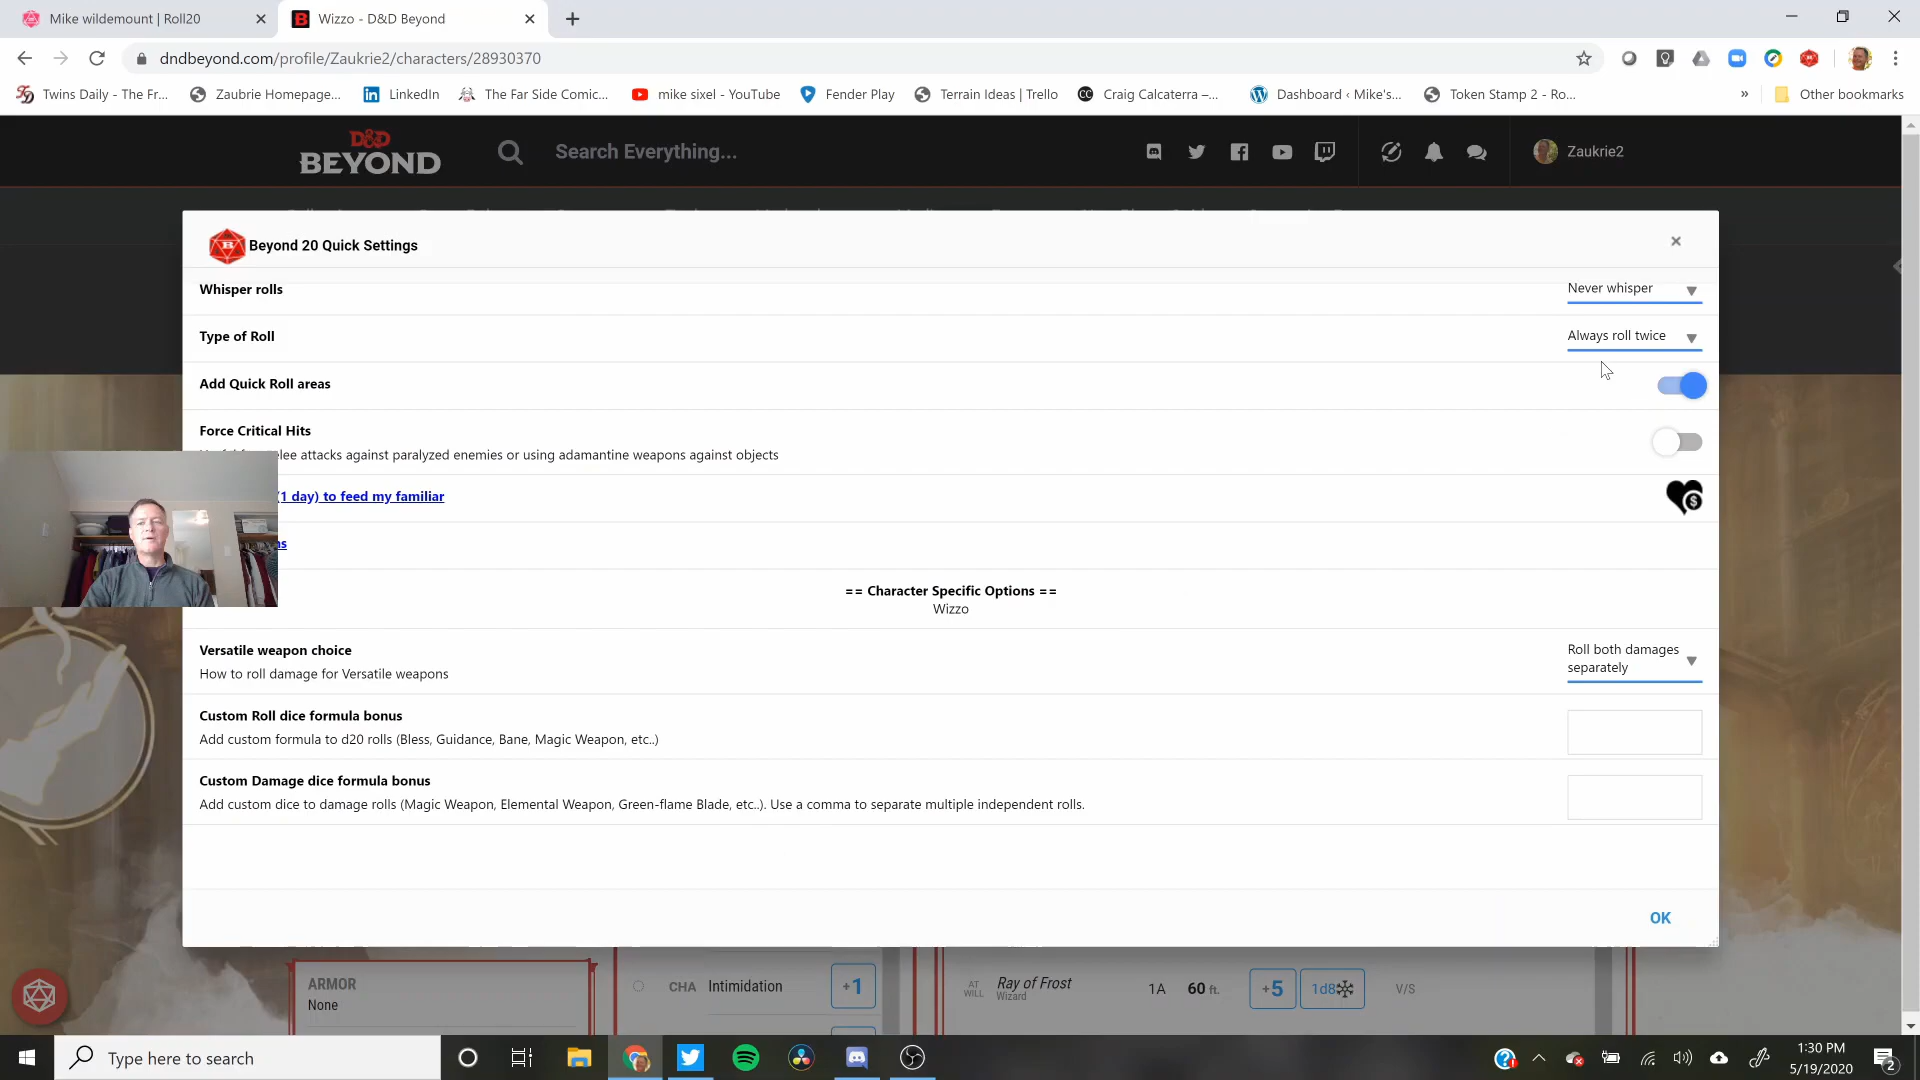 Mike wildemount | Roll20
Wizzo - D&D Beyond
dndbeyond.com/profile/Zaukrie2/characters/28930370
Twins Daily - The Fr...
Zaubrie Homepage...
LinkedIn
The Far Side Comic...
mike sixel - YouTube
Fender Play
Terrain Ideas | Trello
Craig Calcaterra –...
Dashboard ‹ Mike's...
Token Stamp 2 - Ro...
»
Other bookmarks
D&D
BEYOND
Search Everything...
Zaukrie2
Beyond 20 Quick Settings
Whisper rolls
Never whisper
Type of Roll
Always roll twice
Add Quick Roll areas
Force Critical Hits
elee attacks against paralyzed enemies or using adamantine weapons against objects
(1 day) to feed my familiar
ns
== Character Specific Options ==
Wizzo
Versatile weapon choice
How to roll damage for Versatile weapons
Roll both damages
separately
Custom Roll dice formula bonus
Add custom formula to d20 rolls (Bless, Guidance, Bane, Magic Weapon, etc..)
Custom Damage dice formula bonus
Add custom dice to damage rolls (Magic Weapon, Elemental Weapon, Green-flame Blade, etc..). Use a comma to separate multiple independent rolls.
OK
ARMOR
None
CHA Intimidation +1
AT
WILL
Ray of Frost
Wizard
1A 60 ft. +5 1d8 V/S
Type here to search
1:30 PM
5/19/2020
2